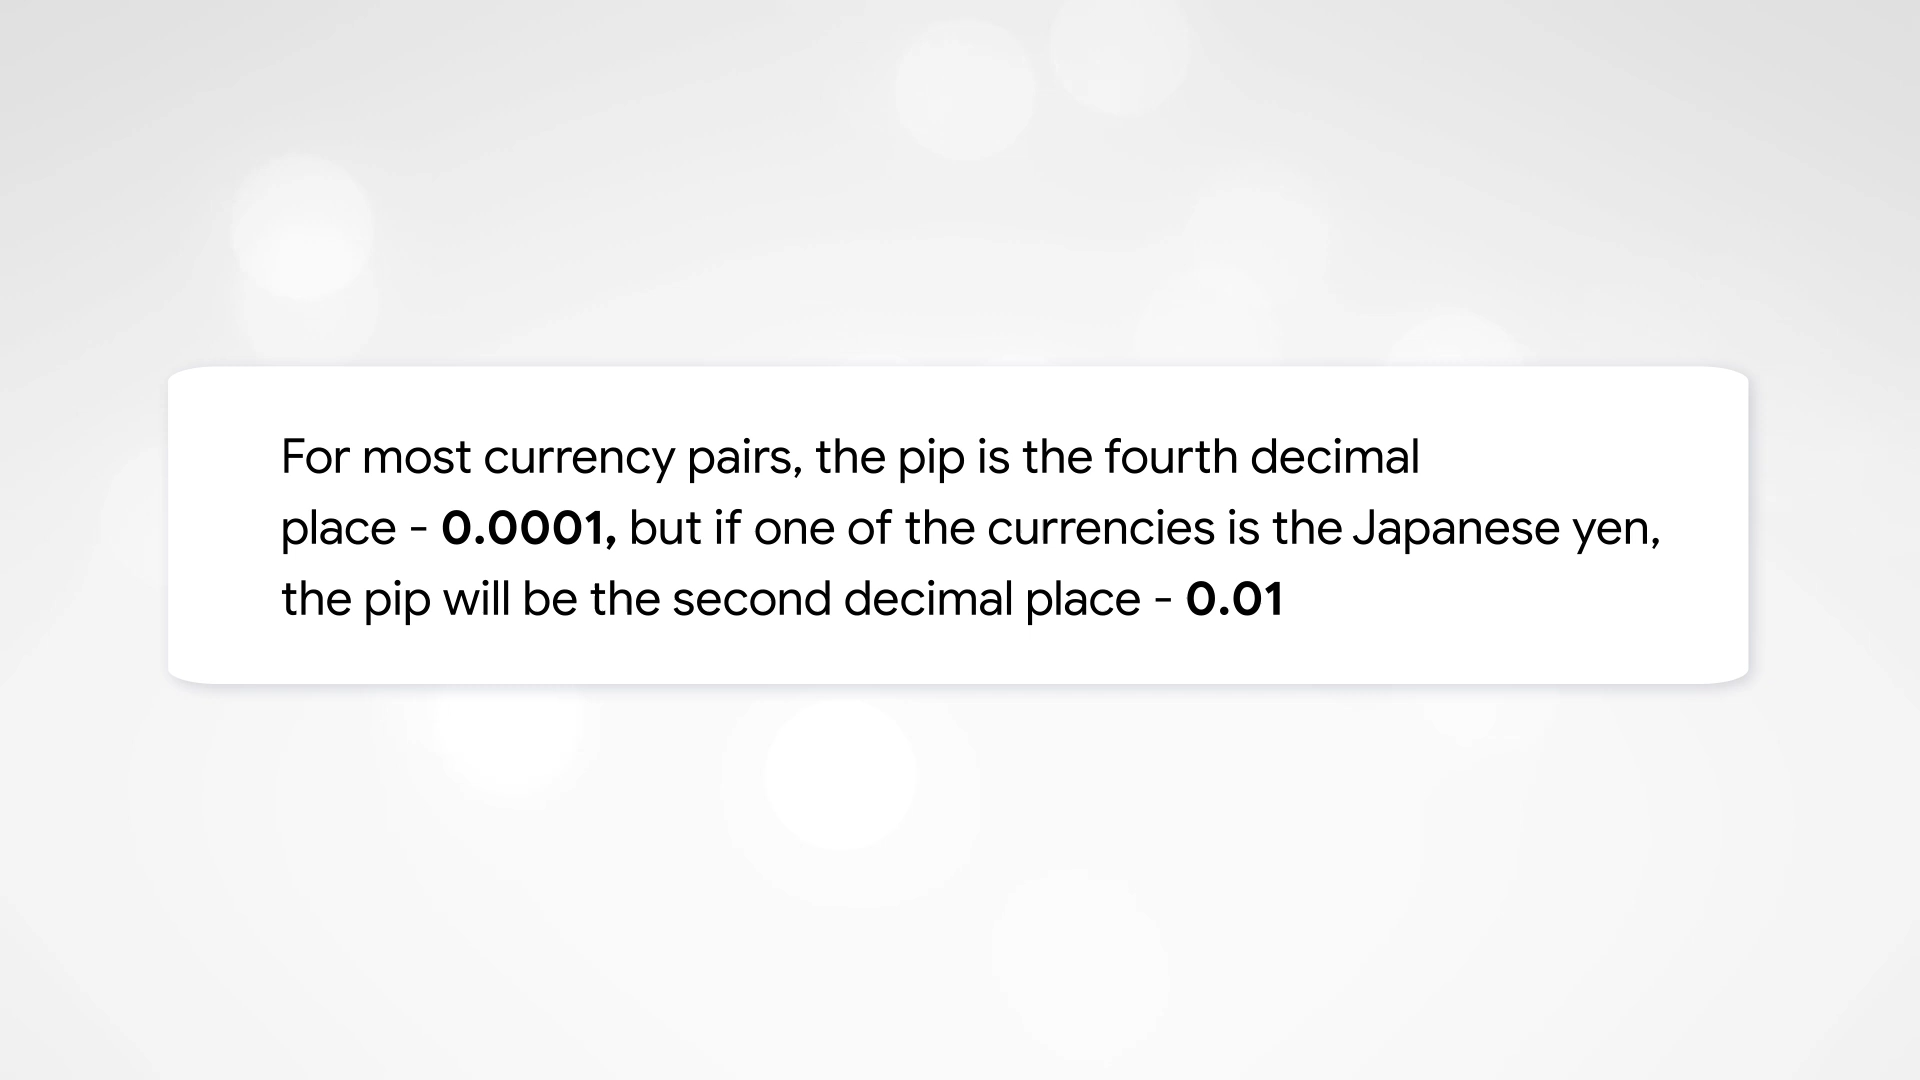 For most currency pairs, the pip is the fourth decimal
place - 0.0001, but if one of the currencies is the Japanese yen,
the pip will be the second decimal place - 0.01